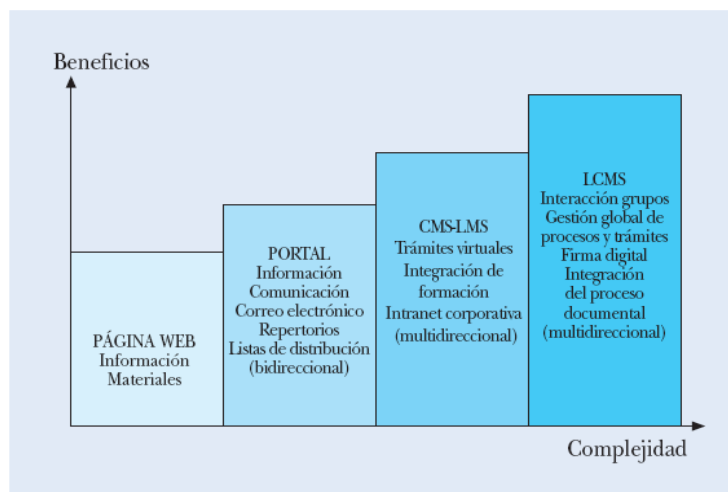 Beneficios
PÁGINA WEB
Información
Materiales
PORTAL
Información
Comunicación
Correo electrónico
Repertorios
Listas de distribución
(bidireccional)
CMS-LMS
Trámites virtuales
Integración de
formación
Intranet corporativa
(multidireccional)
LCMS
Interacción grupos
Gestión global de
procesos y trámites
Firma digital
Integración
del proceso
documental
(multidireccional)
Complejidad